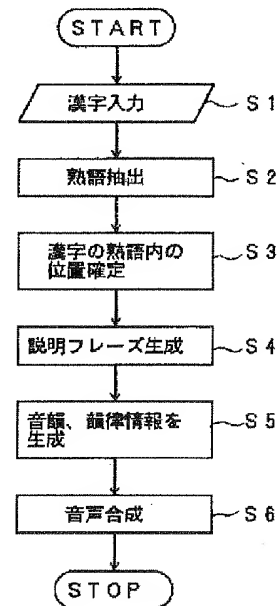 START
漢字入力 S1
熟語抽出 S2
漢字の熟語内の
位置確定 S3
説明フレーズ生成 S4
音韻、韻律情報を
生成 S5
音声合成 S6
STOP